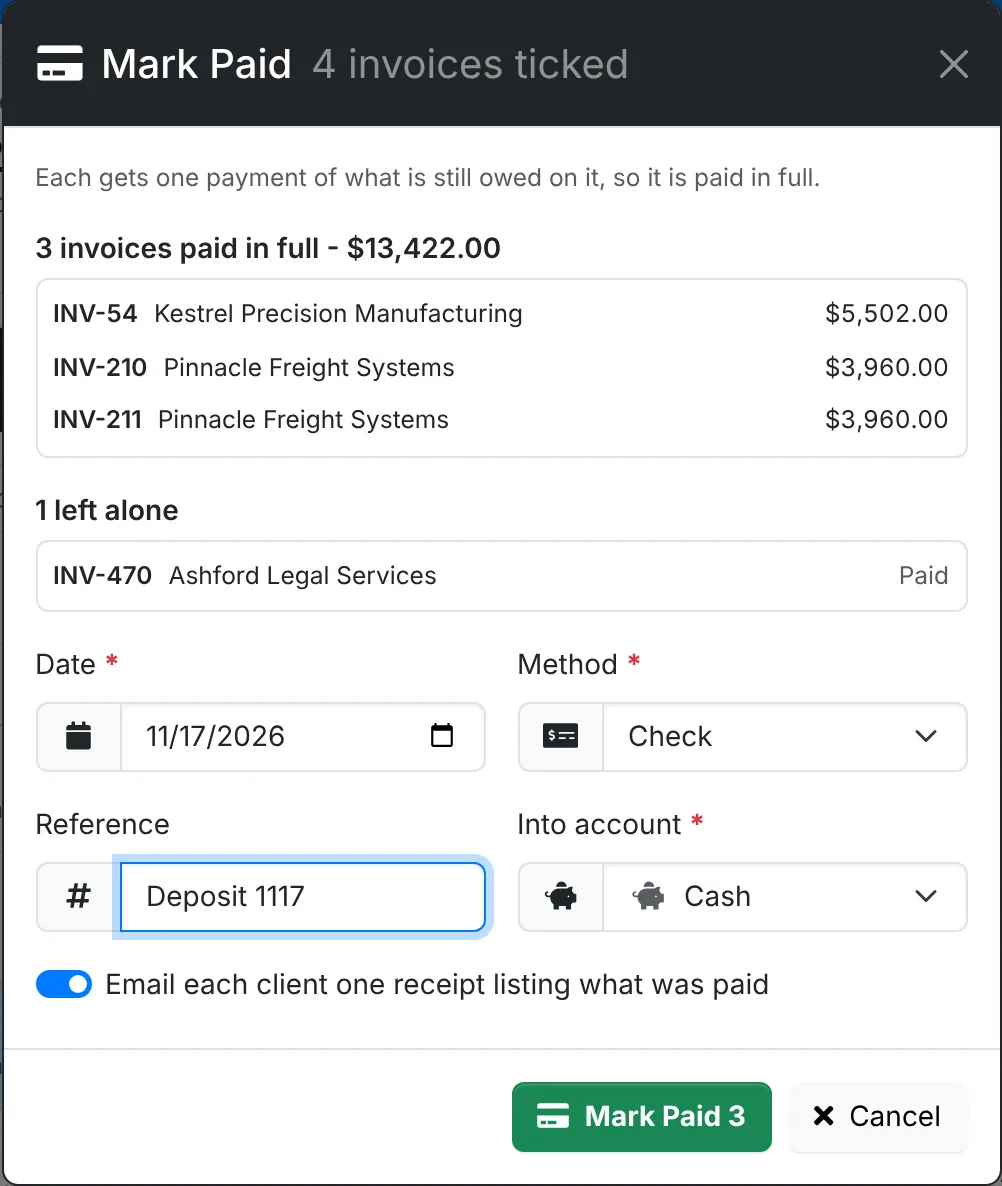 Mark Paid 4 invoices ticked
Each gets one payment of what is still owed on it, so it is paid in full.
3 invoices paid in full - $13,422.00
INV-54 Kestrel Precision Manufacturing $5,502.00
INV-210 Pinnacle Freight Systems $3,960.00
INV-211 Pinnacle Freight Systems $3,960.00
1 left alone
INV-470 Ashford Legal Services Paid
Date * Method *
11/17/2026 Check
Reference Into account *
# Deposit 1117 Cash
Email each client one receipt listing what was paid
Mark Paid 3 Cancel